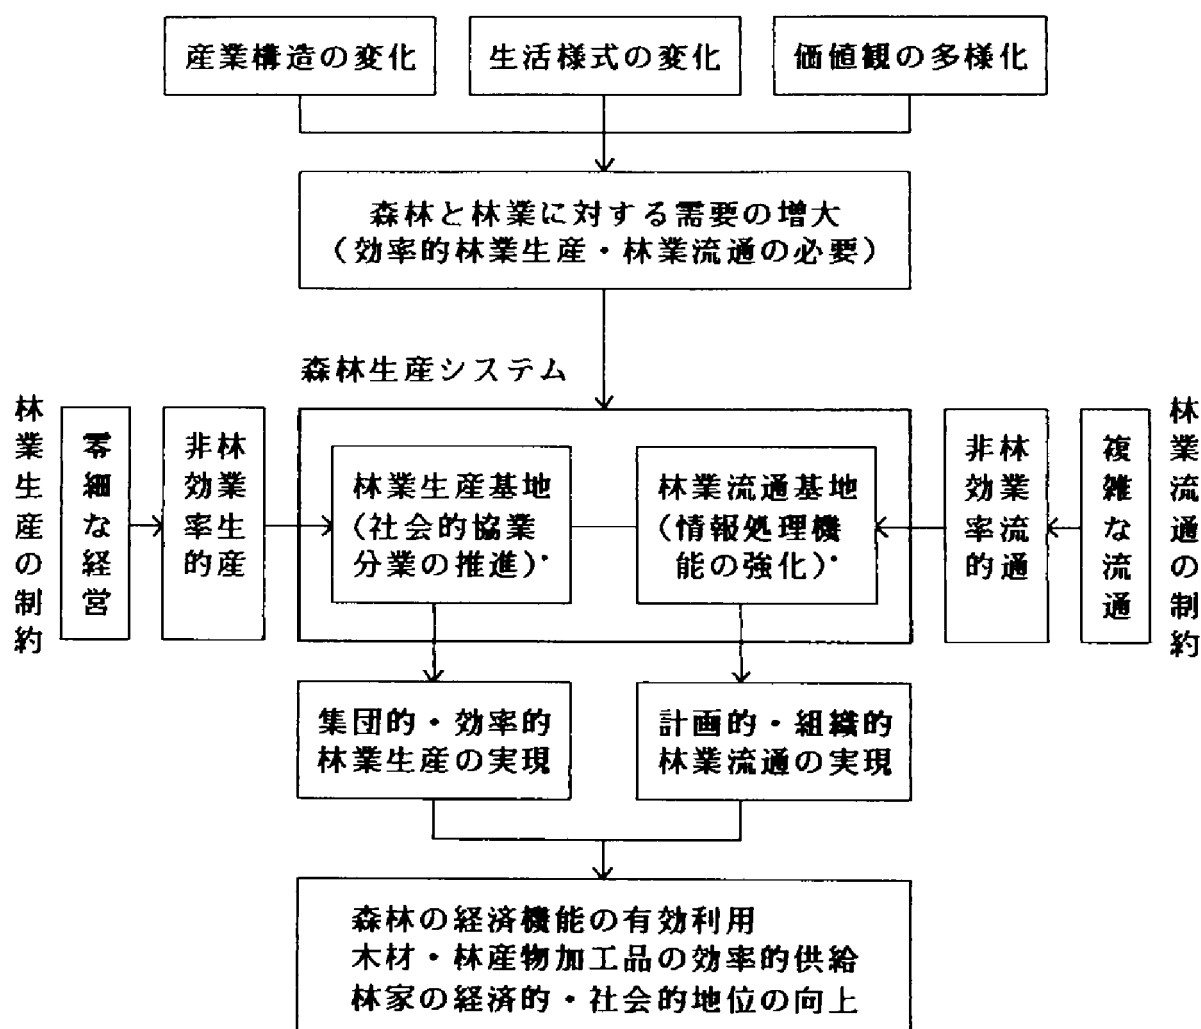 産業構造の変化
生活様式の変化
価値観の多様化
森林と林業に対する需要の増大
(効率的林業生産・林業流通の必要)
森林生産システム
林業生産の制約
零細な経営
林業生産
非効率的
林業生産基地
(社会的協業
分業の推進)*
林業流通基地
(情報処理機
能の強化)*
林業流通
非効率的
複雑な流通
林業流通の制約
集団的・効率的
林業生産の実現
計画的・組織的
林業流通の実現
森林の経済機能の有効利用
木材・林産物加工品の効率的供給
林家の経済的・社会的地位の向上